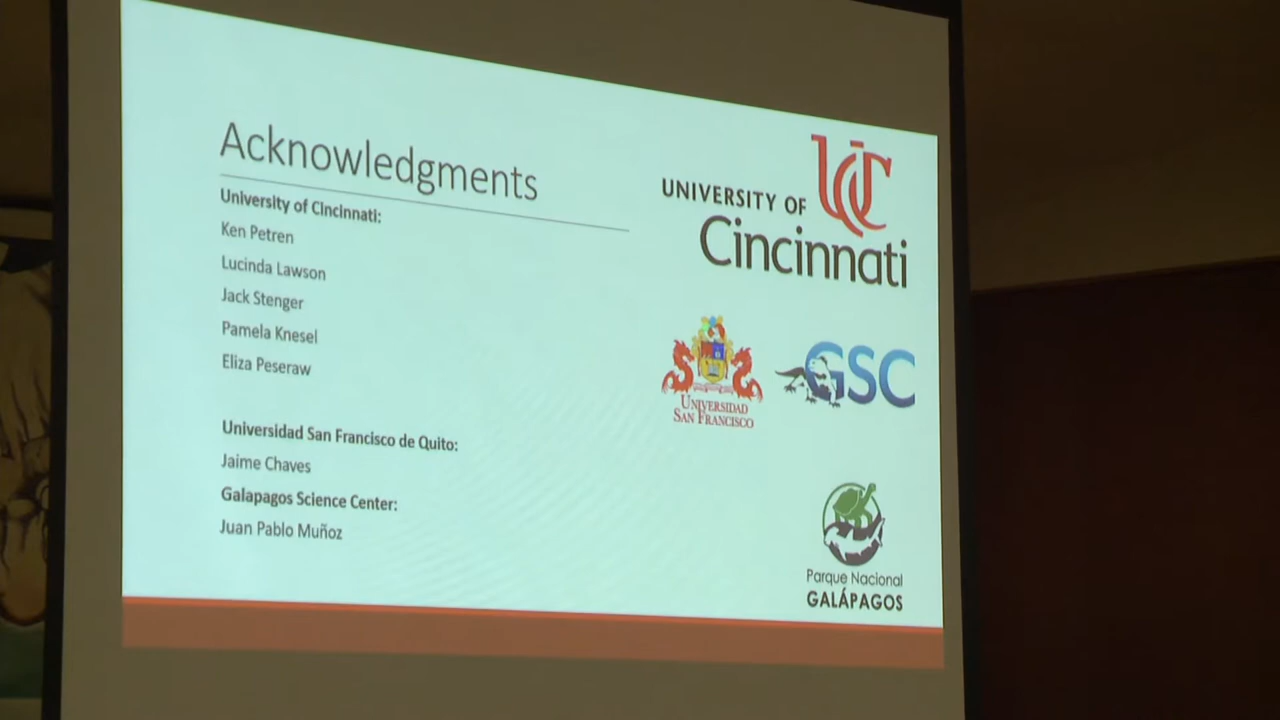 Acknowledgments
University of Cincinnati:
Ken Petren
Lucinda Lawson
Jack Stenger
Pamela Knesel
Eliza Peseraw
Universidad San Francisco de Quito:
Jaime Chaves
Galapagos Science Center:
Juan Pablo Muñoz
UNIVERSITY OF UC
Cincinnati
UNIVERSIDAD
SAN FRANCISCO
GSC
Parque Nacional
GALÁPAGOS